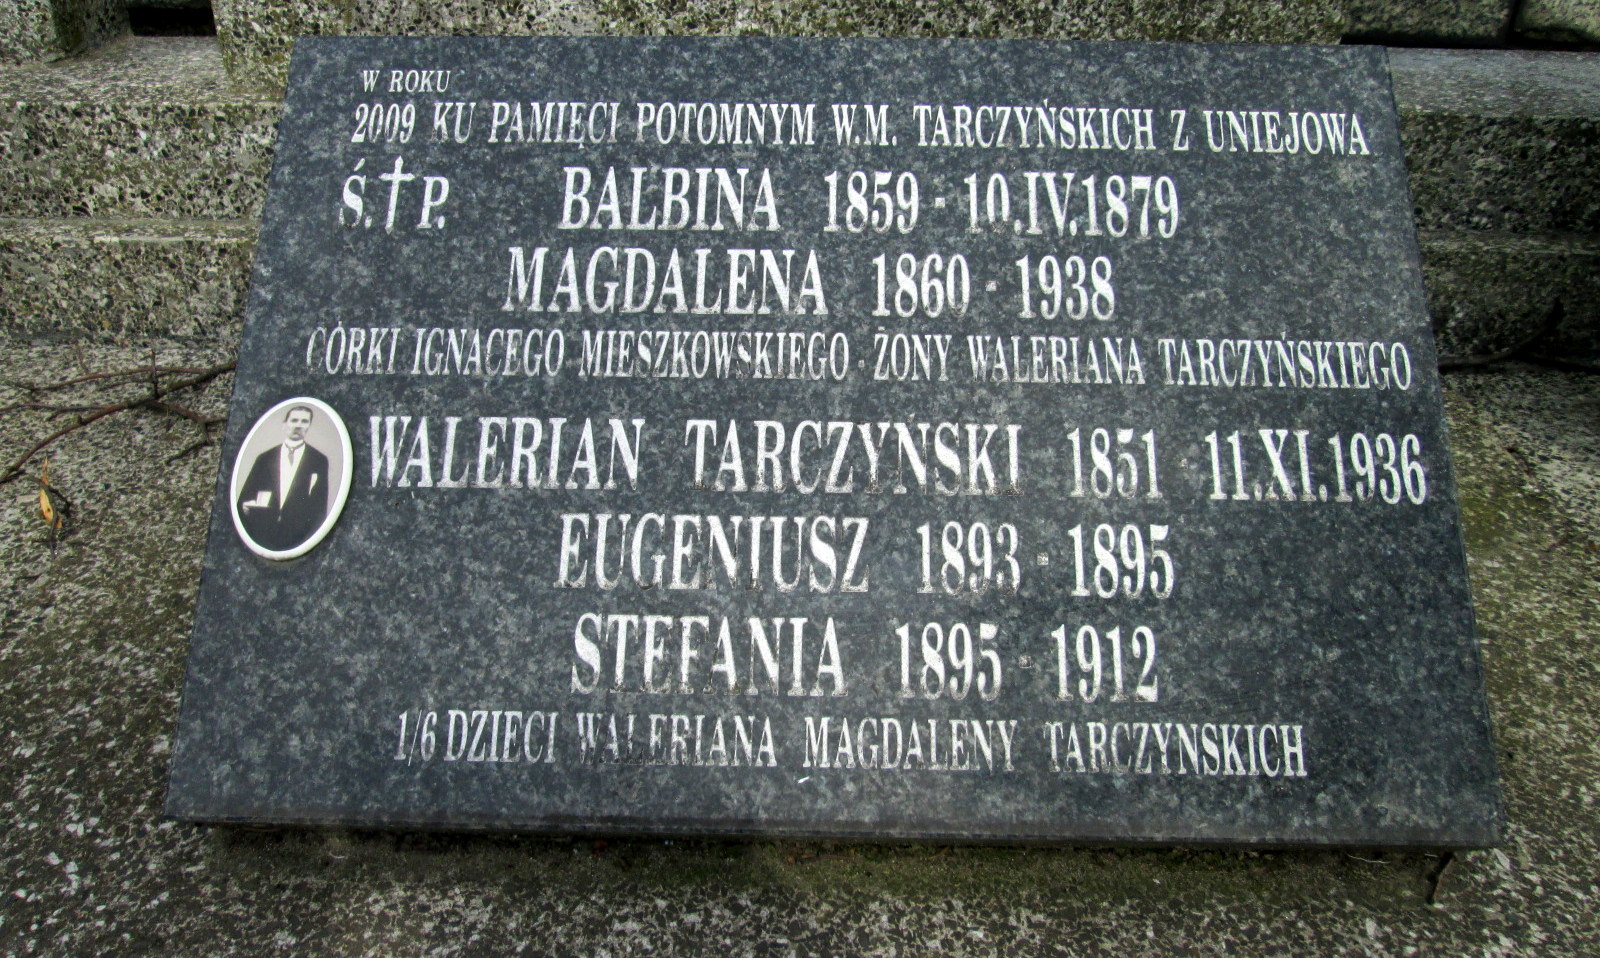 W ROKU
2009 KU PAMIĘCI POTOMNYM W.M. TARCZYŃSKICH Z UNIEJOWA
Ś.†P. BALBINA 1859 - 10.IV.1879
MAGDALENA 1860 - 1938
CÓRKI IGNACEGO MIESZKOWSKIEGO - ŻONY WALERIANA TARCZYŃSKIEGO
WALERIAN TARCZYŃSKI 1851 11.XI.1936
EUGENIUSZ 1893 - 1895
STEFANIA 1895 - 1912
1/6 DZIECI WALERIANA MAGDALENY TARCZYNSKICH